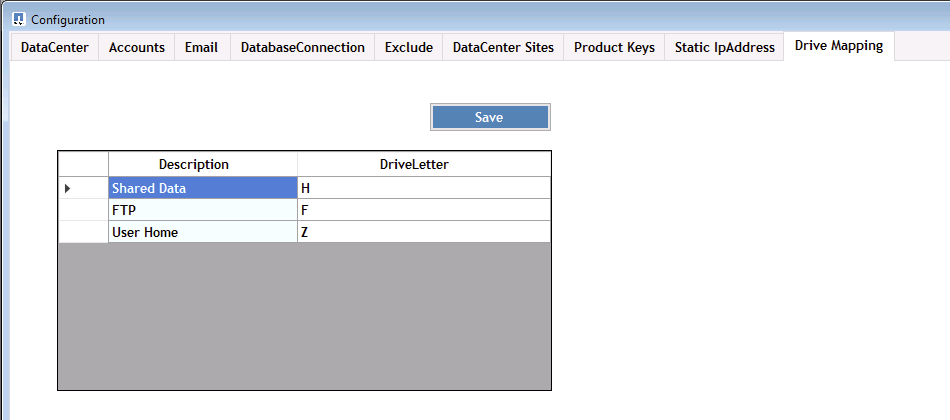 Configuration
DataCenter Accounts Email DatabaseConnection Exclude DataCenter Sites Product Keys Static IpAddress Drive Mapping
Save
Description DriveLetter
Shared Data H
FTP F
User Home Z